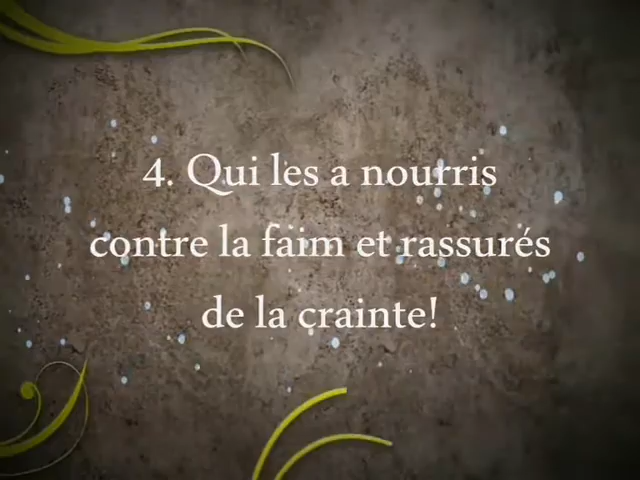 4. Qui les a nourris
contre la faim et rassurés
de la crainte!